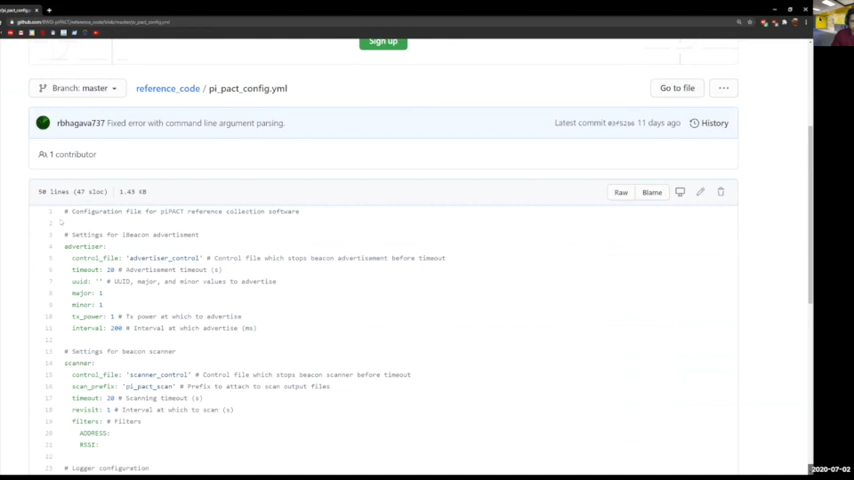 pi_pact_config.yml
Sign up
Branch: master
reference_code / pi_pact_config.yml
Go to file
...
rbhagava737 Fixed error with command line argument parsing.
Latest commit 11 days ago
History
1 contributor
50 lines (47 sloc) 1.43 KB
Raw
Blame
1 # Configuration file for piPACT reference collection software
2
3 # Settings for iBeacon advertisment
4 advertiser:
5 control_file: 'advertiser_control' # Control file which stops beacon advertisement before timeout
6 timeout: 20 # Advertisement timeout (s)
7 uuid: '' # UUID, major, and minor values to advertise
8 major: 1
9 minor: 1
10 tx_power: 1 # Tx power at which to advertise
11 interval: 200 # Interval at which to advertise (ms)
12
13 # Settings for beacon scanner
14 scanner:
15 control_file: 'scanner_control' # Control file which stops beacon scanner before timeout
16 scan_prefix: 'pi_pact_scan' # Prefix to attach to scan output files
17 timeout: 20 # Scanning timeout (s)
18 revisit: 1 # Interval at which to scan (s)
19 filters: # Filters
20 ADDRESS:
21 RSSI:
22
23 # Logger configuration
2020-07-02